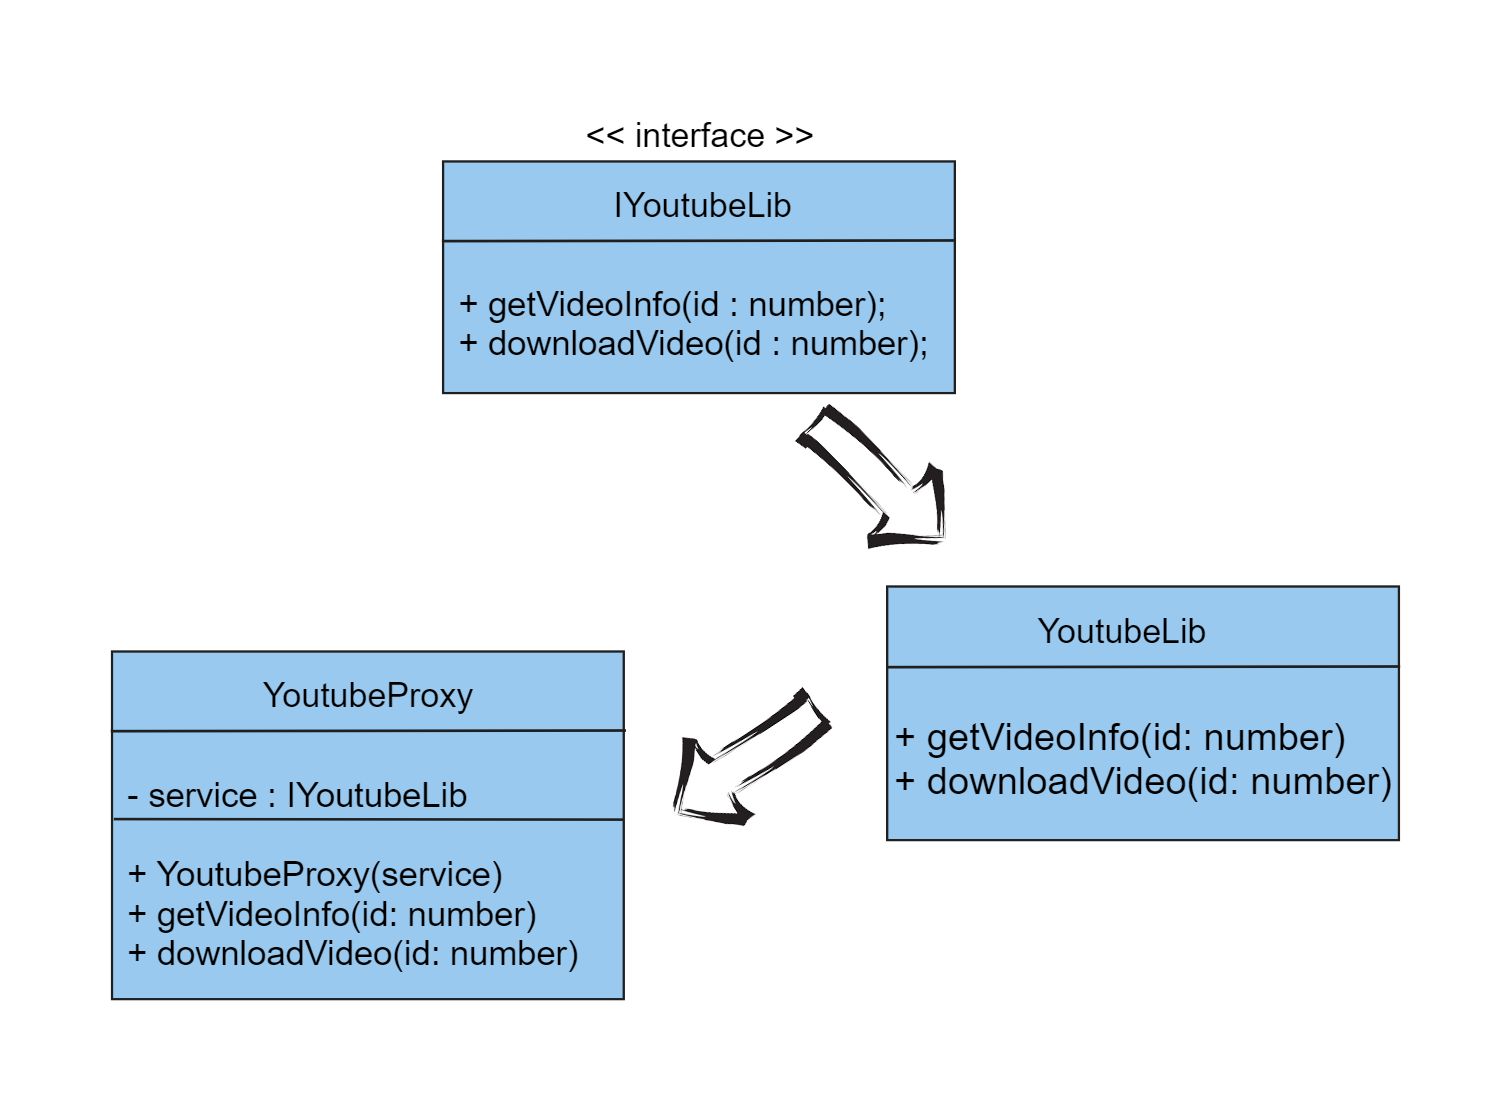 << interface >>
IYoutubeLib
+ getVideoInfo(id : number);
+ downloadVideo(id : number);
YoutubeLib
+ getVideoInfo(id: number)
+ downloadVideo(id: number)
YoutubeProxy
- service : IYoutubeLib
+ YoutubeProxy(service)
+ getVideoInfo(id: number)
+ downloadVideo(id: number)